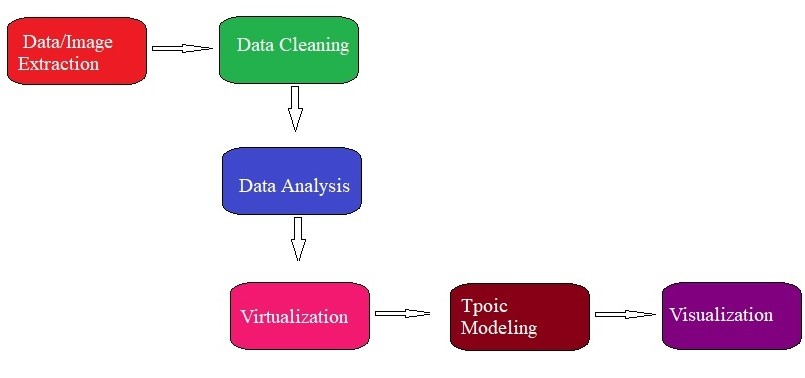 Data/Image
Extraction
Data Cleaning
Data Analysis
Virtualization
Tpoic
Modeling
Visualization